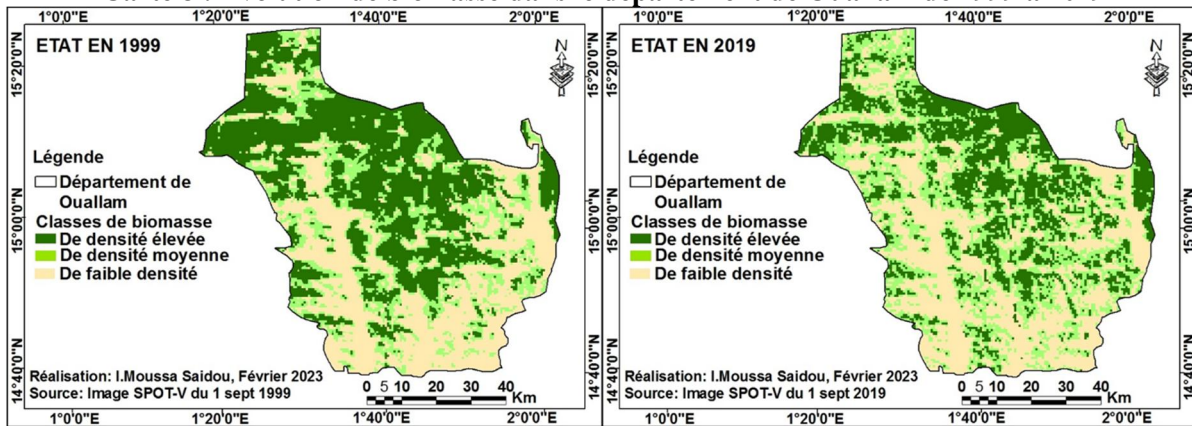 1°0'0"E 1°20'0"E 1°40'0"E 2°0'0"E
ETAT EN 1999
N
15°20'0"N
15°0'0"N
14°40'0"N
Légende
Département de
Ouallam
Classes de biomasse
De densité élevée
De densité moyenne
De faible densité
Réalisation: I.Moussa Saidou, Février 2023
Source: Image SPOT-V du 1 sept 1999
0 5 10 20 30 40
Km
1°0'0"E 1°20'0"E 1°40'0"E 2°0'0"E
1°0'0"E 1°20'0"E 1°40'0"E 2°0'0"E
ETAT EN 2019
N
15°20'0"N
15°0'0"N
14°40'0"N
Légende
Département de
Ouallam
Classes de biomasse
De densité élevée
De densité moyenne
De faible densité
Réalisation: I.Moussa Saidou, Février 2023
Source: Image SPOT-V du 1 sept 2019
0 5 10 20 30 40
Km
1°0'0"E 1°20'0"E 1°40'0"E 2°0'0"E